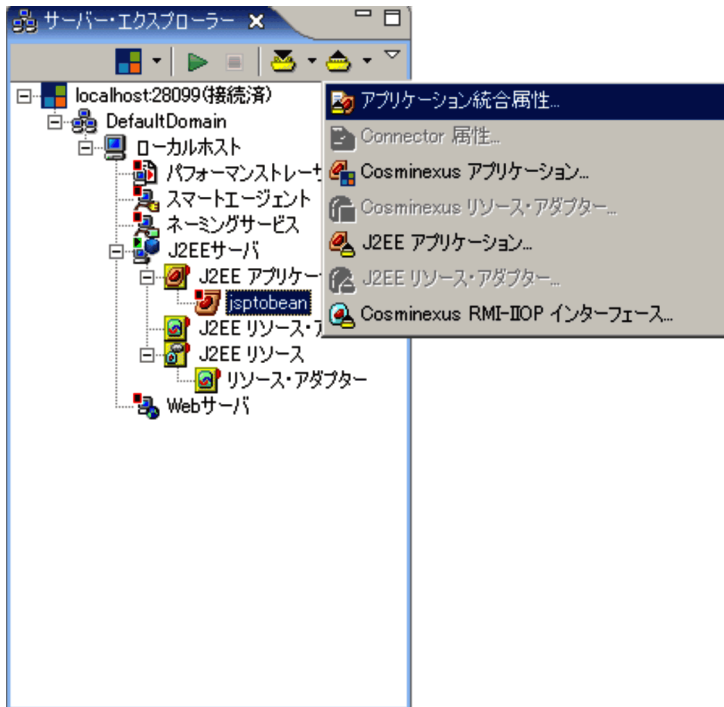 サーバー・エクスプローラー
localhost:28099(接続済)
DefaultDomain
ローカルホスト
パフォーマンストレーサ
スマートエージェント
ネーミングサービス
J2EEサーバ
J2EE アプリケー
jsptobean
J2EE リソース・ア
J2EE リソース
リソース・アダプター
Webサーバ
アプリケーション統合属性...
Connector 属性...
Cosminexus アプリケーション...
Cosminexus リソース・アダプター...
J2EE アプリケーション...
J2EE リソース・アダプター...
Cosminexus RMI-IIOP インターフェース...